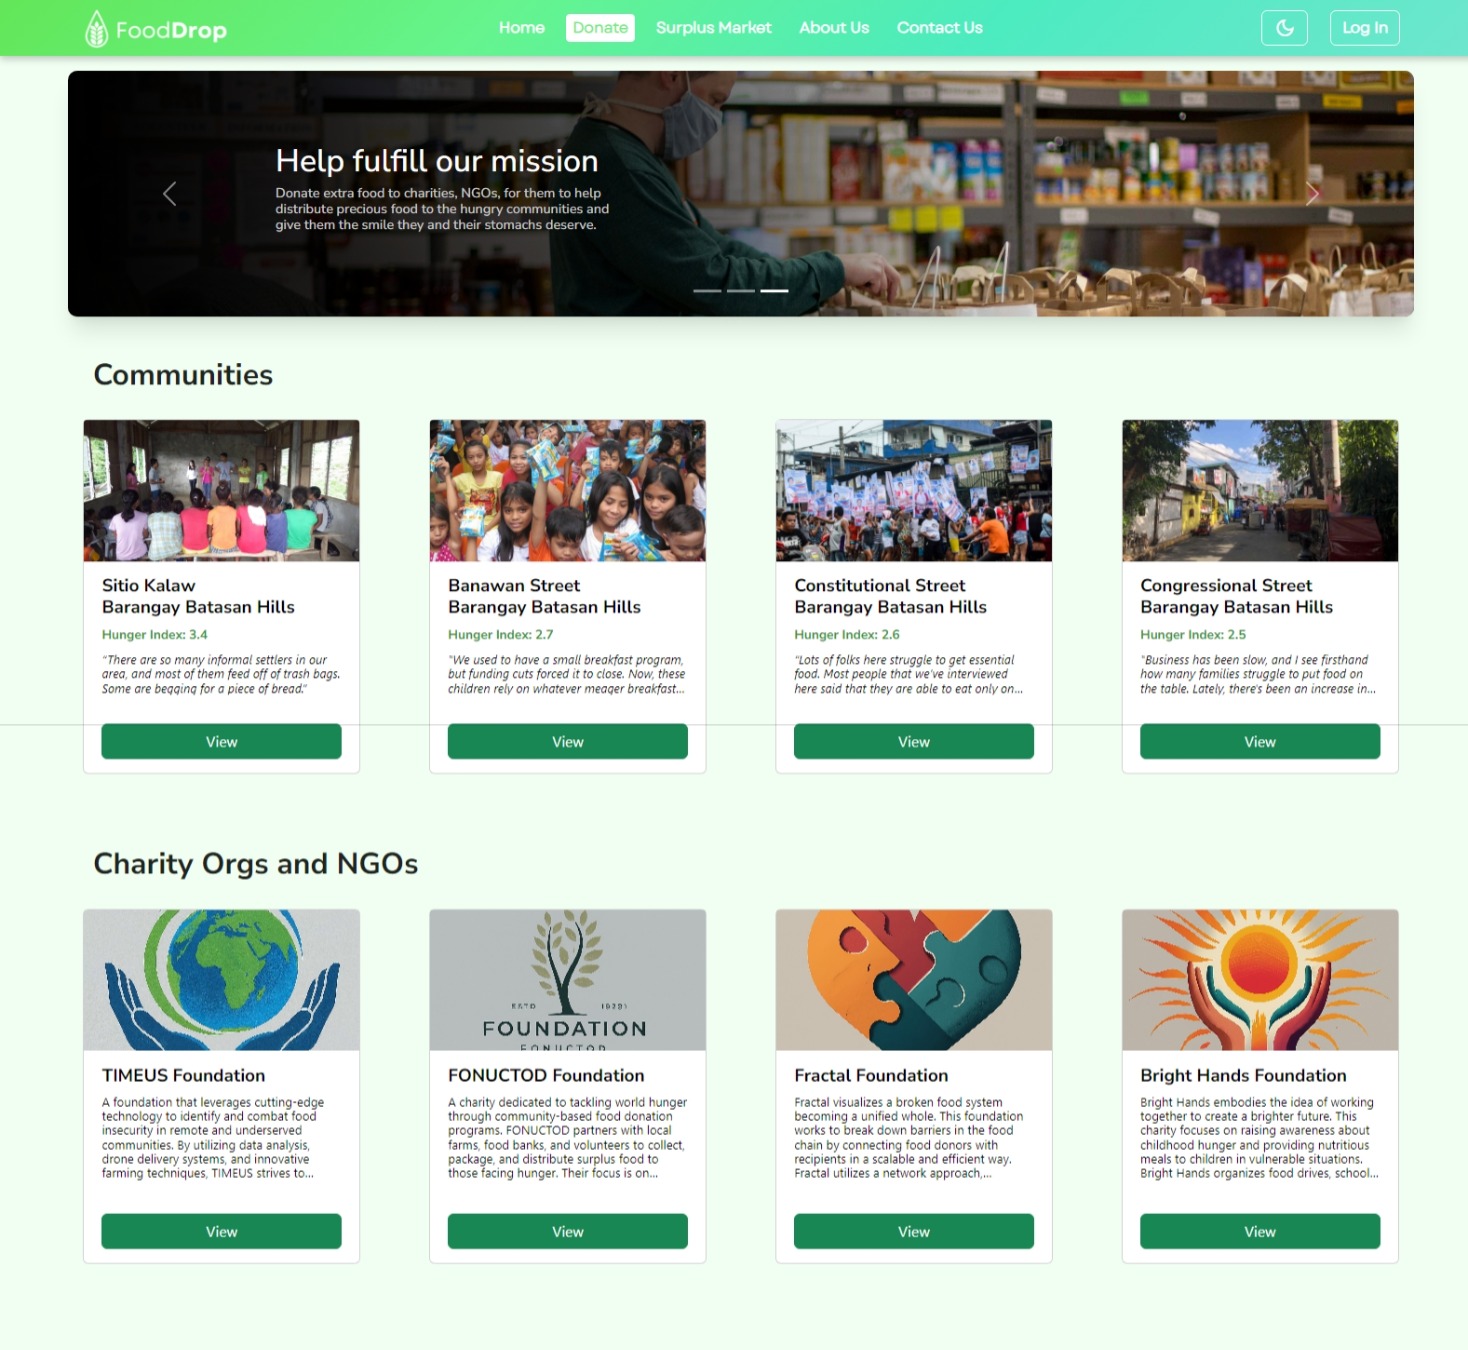 FoodDrop
Home
Donate
Surplus Market
About Us
Contact Us
Log In
Help fulfill our mission
Donate extra food to charities, NGOs, for them to help
distribute precious food to the hungry communities and
give them the smile they and their stomachs deserve.
Communities
Sitio Kalaw
Barangay Batasan Hills
Hunger Index: 3.4
"There are so many informal settlers in our
area, and most of them feed off of trash bags.
Some are begging for a piece of bread."
View
Banawan Street
Barangay Batasan Hills
Hunger Index: 2.7
"We used to have a small breakfast program,
but funding cuts forced it to close. Now, these
children rely on whatever meager breakfast...
View
Constitutional Street
Barangay Batasan Hills
Hunger Index: 2.6
"Lots of folks here struggle to get essential
food. Most people that we've interviewed
here said that they are able to eat only on...
View
Congressional Street
Barangay Batasan Hills
Hunger Index: 2.5
"Business has been slow, and I see firsthand
how many families struggle to put food on
the table. Lately, there's been an increase in...
View
Charity Orgs and NGOs
TIMEUS Foundation
A foundation that leverages cutting-edge
technology to identify and combat food
insecurity in remote and underserved
communities. By utilizing data analysis,
drone delivery systems, and innovative
farming techniques, TIMEUS strives to...
View
FOUNDATION
FONUCTOD
FONUCTOD Foundation
A charity dedicated to tackling world hunger
through community-based food donation
programs. FONUCTOD partners with local
farms, food banks, and volunteers to collect,
package, and distribute surplus food to
those facing hunger. Their focus is on...
View
Fractal Foundation
Fractal visualizes a broken food system
becoming a unified whole. This foundation
works to break down barriers in the food
chain by connecting food donors with
recipients in a scalable and efficient way.
Fractal utilizes a network approach,...
View
Bright Hands Foundation
Bright Hands embodies the idea of working
together to create a brighter future. This
charity focuses on raising awareness about
childhood hunger and providing nutritious
meals to children in vulnerable situations.
Bright Hands organizes food drives, school...
View